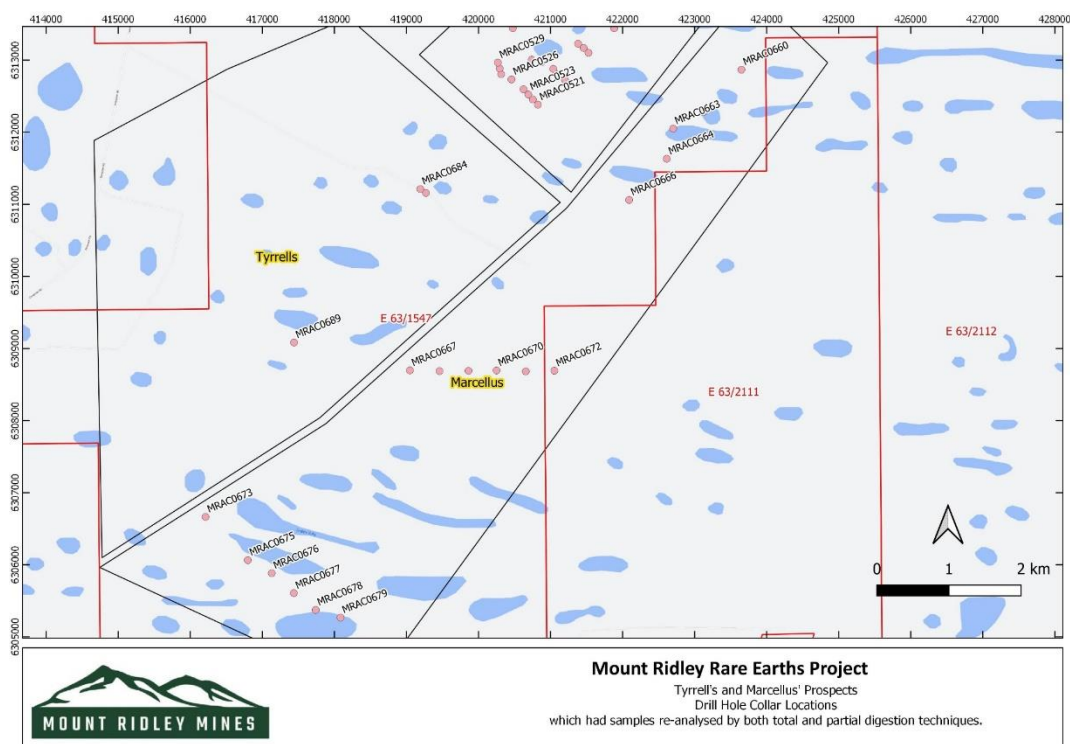 414000 415000 416000 417000 418000 419000 420000 421000 422000 423000 424000 425000 426000 427000 428000
6313000
6312000
6311000
6310000
6309000
6308000
6307000
6306000
6305000
MRAC0529
MRAC0526
MRAC0523
MRAC0521
MRAC0660
MRAC0663
MRAC0664
MRAC0666
MRAC0684
Tyrrells
MRAC0689
E 63/1547
MRAC0667
MRAC0670
MRAC0672
Marcellus
E 63/2112
E 63/2111
MRAC0673
MRAC0675
MRAC0676
MRAC0677
MRAC0678
MRAC0679
0 1 2 km
MOUNT RIDLEY MINES
Mount Ridley Rare Earths Project
Tyrrell's and Marcellus' Prospects
Drill Hole Collar Locations
which had samples re-analysed by both total and partial digestion techniques.